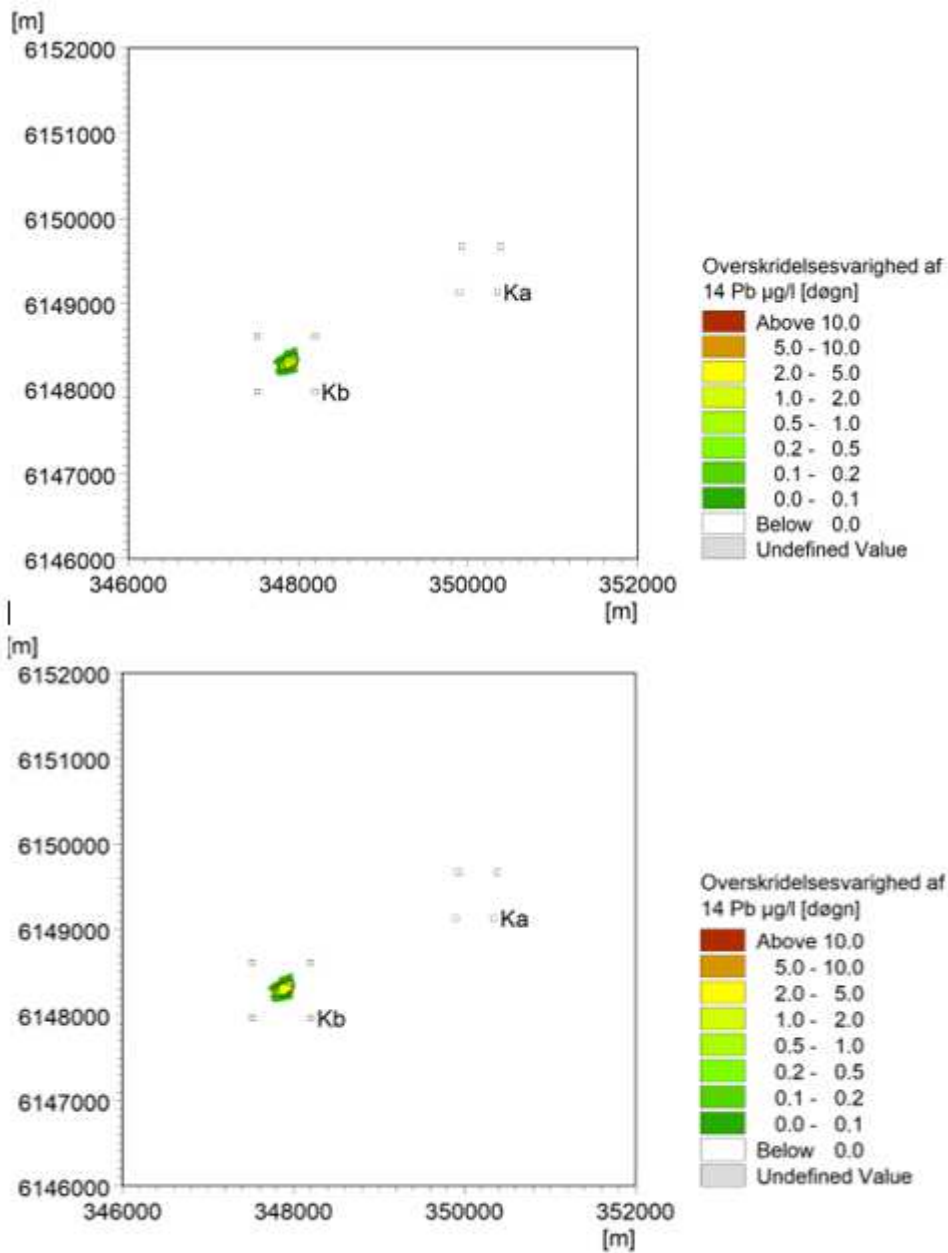 [m]
6152000
6151000
6150000
6149000
6148000
6147000
6146000
346000 348000 350000 352000
[m]
Ka
Kb
Overskridelsesvarighed af
14 Pb µg/l [døgn]
Above 10.0
5.0 - 10.0
2.0 - 5.0
1.0 - 2.0
0.5 - 1.0
0.2 - 0.5
0.1 - 0.2
0.0 - 0.1
Below 0.0
Undefined Value
[m]
6152000
6151000
6150000
6149000
6148000
6147000
6146000
346000 348000 350000 352000
[m]
Ka
Kb
Overskridelsesvarighed af
14 Pb µg/l [døgn]
Above 10.0
5.0 - 10.0
2.0 - 5.0
1.0 - 2.0
0.5 - 1.0
0.2 - 0.5
0.1 - 0.2
0.0 - 0.1
Below 0.0
Undefined Value